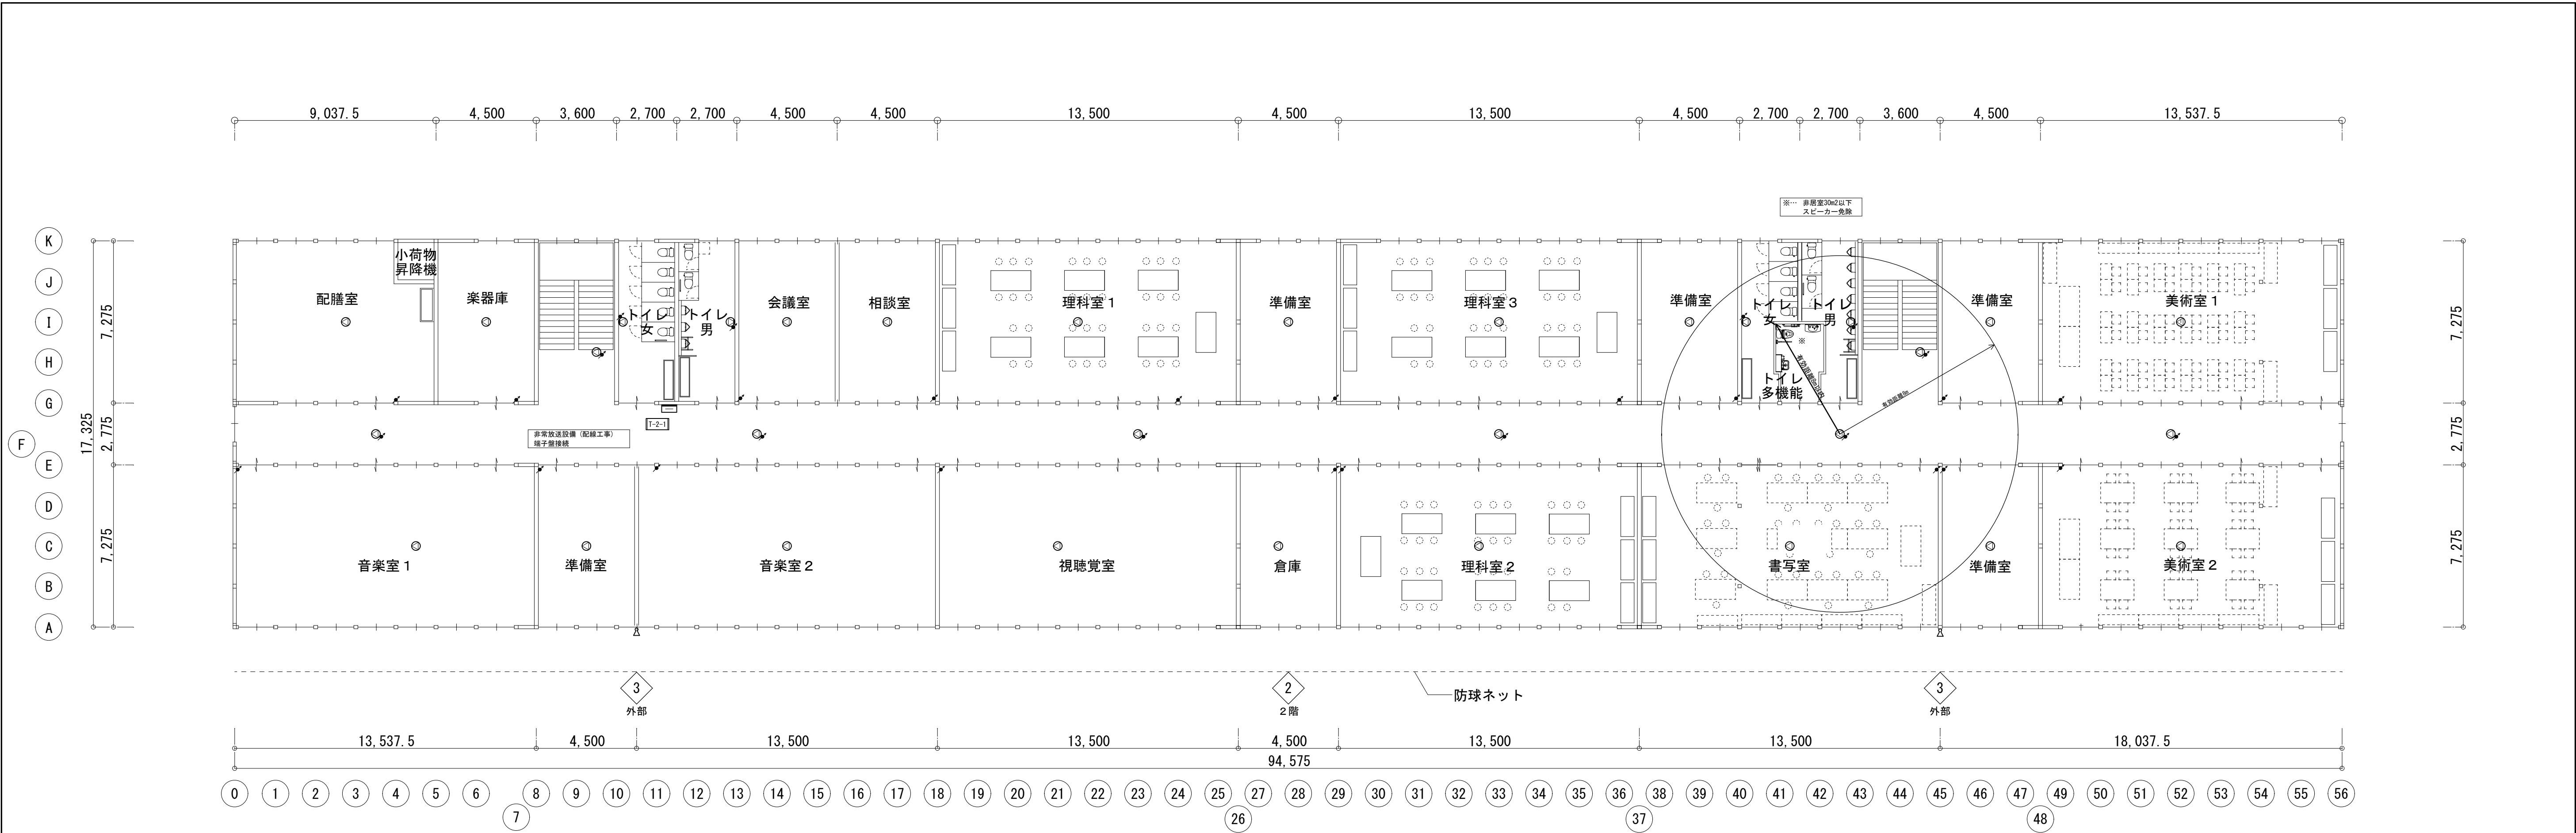 9,037.5 4,500 3,600 2,700 2,700 4,500 4,500 13,500 4,500 13,500 4,500 2,700 2,700 3,600 4,500 13,537.5
※… 非居室30m2以下
スピーカー免除
K
J
I
H
G
F
E
D
C
B
A
17,325
7,275
2,775
7,275
小荷物
昇降機
配膳室
楽器庫
トイレ
女
トイレ
男
会議室
相談室
理科室1
準備室
理科室3
準備室
トイレ
女
トイレ
男
※
トイレ
多機能
有効距離9m
準備室
美術室1
7,275
2,775
7,275
T-2-1
非常放送設備（配線工事）
端子盤接続
音楽室1
準備室
音楽室2
視聴覚室
倉庫
理科室2
書写室
準備室
美術室2
3
外部
2
2階
防球ネット
3
外部
13,537.5 4,500 13,500 13,500 4,500 13,500 13,500 18,037.5
94,575
0 1 2 3 4 5 6 8 9 10 11 12 13 14 15 16 17 18 19 20 21 22 23 24 25 27 28 29 30 31 32 33 34 35 36 38 39 40 41 42 43 44 45 46 47 49 50 51 52 53 54 55 56
7 26 37 48